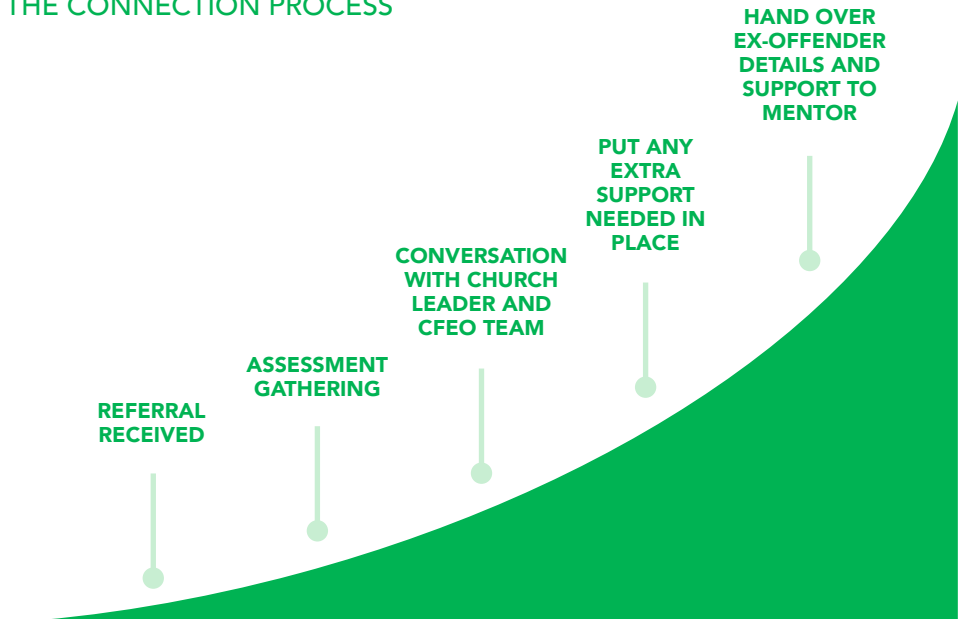 THE CONNECTION PROCESS
REFERRAL
RECEIVED
ASSESSMENT
GATHERING
CONVERSATION
WITH CHURCH
LEADER AND
CFEO TEAM
PUT ANY
EXTRA
SUPPORT
NEEDED IN
PLACE
HAND OVER
EX-OFFENDER
DETAILS AND
SUPPORT TO
MENTOR